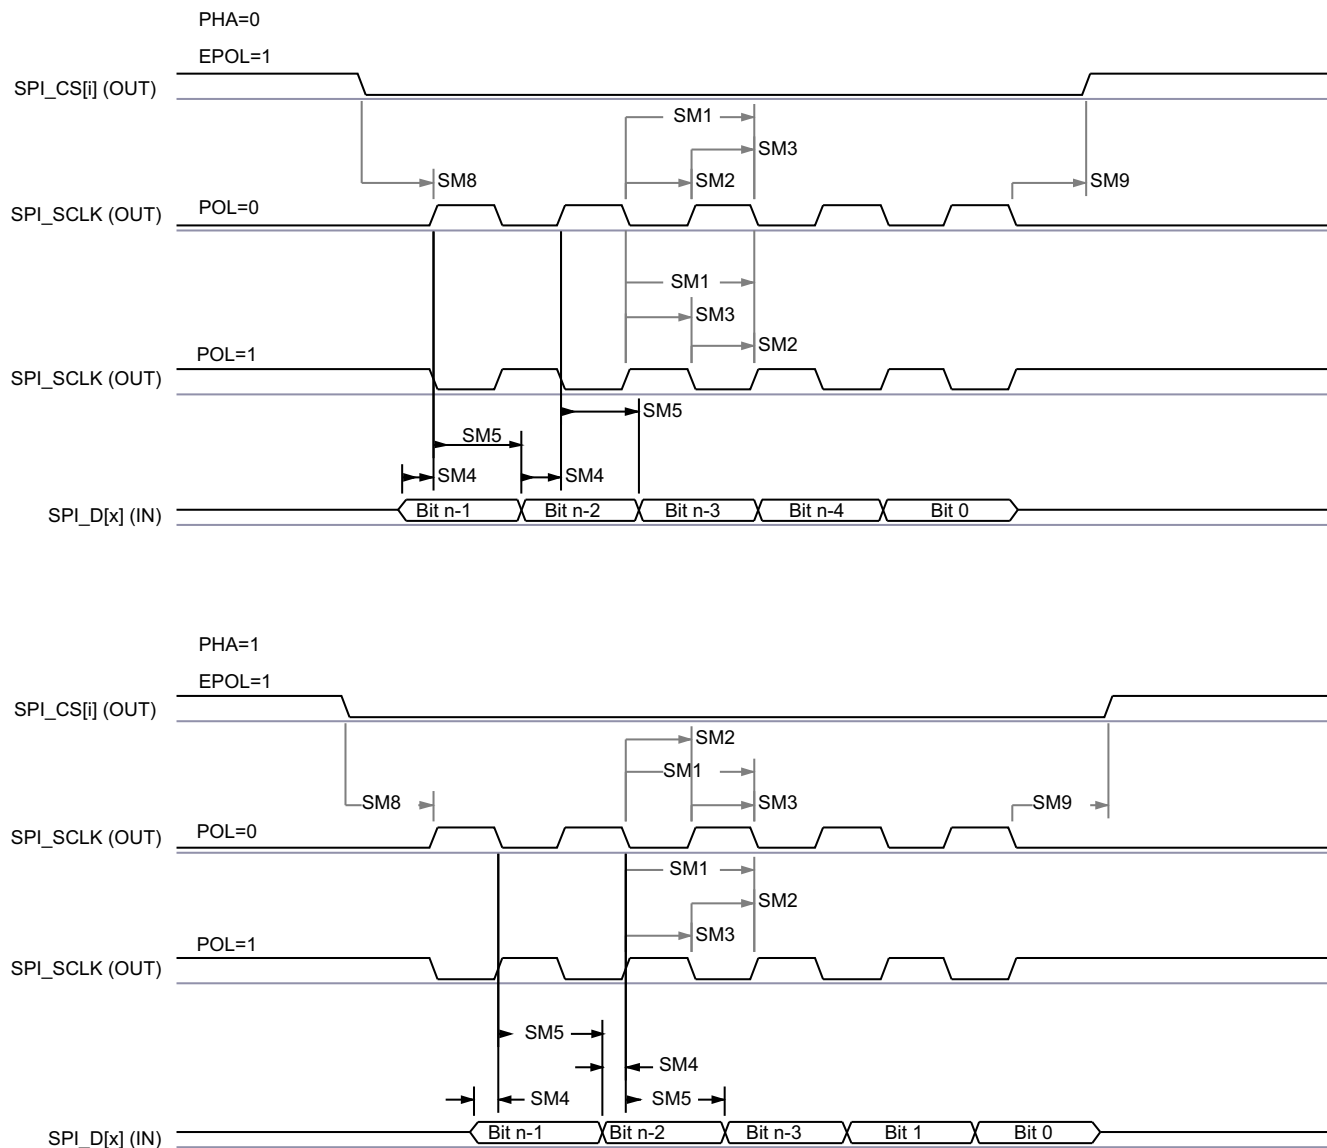 PHA=0
EPOL=1
SPI_CS[i] (OUT)
SM1
SM3
SM8
SM2
SM9
POL=0
SPI_SCLK (OUT)
SM1
SM3
SM2
POL=1
SPI_SCLK (OUT)
SM5
SM5
SM4
SM4
SPI_D[x] (IN)
Bit n-1
Bit n-2
Bit n-3
Bit n-4
Bit 0
PHA=1
EPOL=1
SPI_CS[i] (OUT)
SM2
SM1
SM8
SM3
SM9
POL=0
SPI_SCLK (OUT)
SM1
SM2
SM3
POL=1
SPI_SCLK (OUT)
SM5
SM4
SM4
SM5
SPI_D[x] (IN)
Bit n-1
Bit n-2
Bit n-3
Bit 1
Bit 0